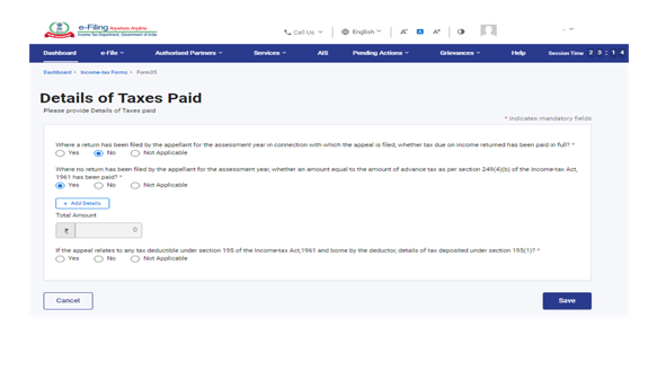 e-Filing Anywhere Anytime
Income Tax Department, Government of India
Call Us
English
A⁻ A A⁺
Dashboard e-File Authorised Partners Services AIS Pending Actions Grievances Help Session Time 2 3 : 1 4
Dashboard > Income-tax Forms > Form35
Details of Taxes Paid
Please provide Details of Taxes paid
* Indicates mandatory fields
Where a return has been filed by the appellant for the assessment year in connection with which the appeal is filed, whether tax due on income returned has been paid in full? *
Yes No Not Applicable
Where no return has been filed by the appellant for the assessment year, whether an amount equal to the amount of advance tax as per section 249(4)(b) of the Income-tax Act,
1961 has been paid? *
Yes No Not Applicable
+ Add Details
Total Amount
₹ 0
If the appeal relates to any tax deductible under section 195 of the Income-tax Act,1961 and borne by the deductor, details of tax deposited under section 195(1)? *
Yes No Not Applicable
Cancel Save